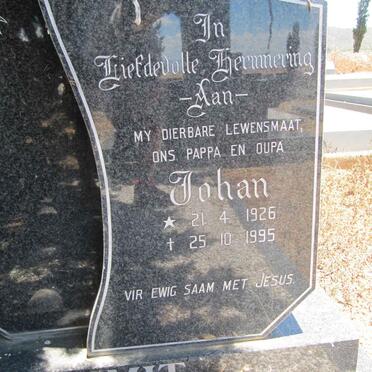 In
Liefdevolle Herinnering
—Aan—
MY DIERBARE LEWENSMAAT,
ONS PAPPA EN OUPA
Johan
★ 21 4 1926
✝ 25 10 1995
VIR EWIG SAAM MET JESUS.